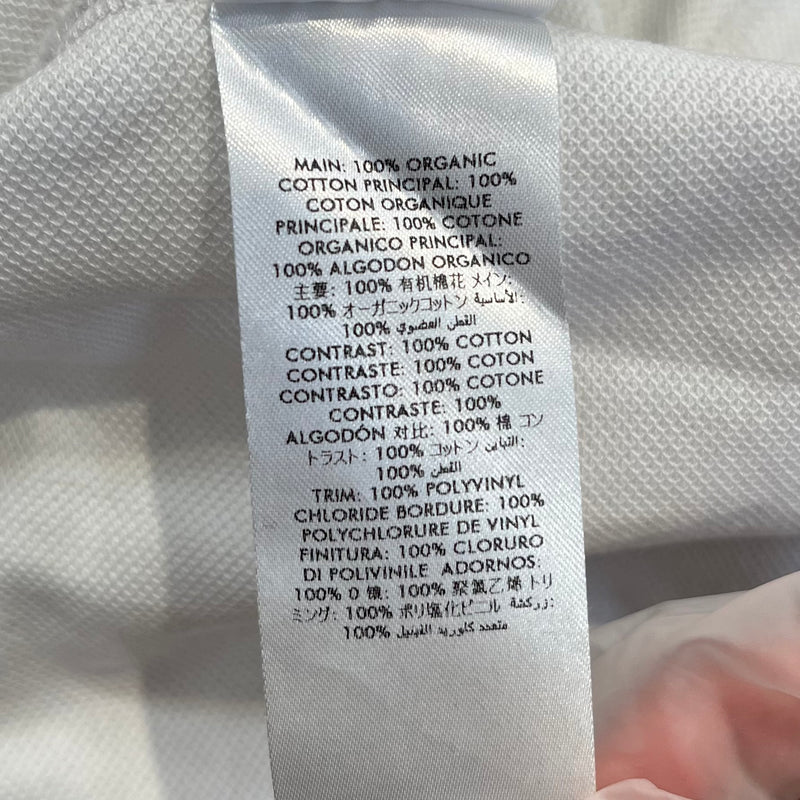 MAIN: 100% ORGANIC
COTTON PRINCIPAL: 100%
COTON ORGANIQUE
PRINCIPALE: 100% COTONE
ORGANICO PRINCIPAL:
100% ALGODON ORGANICO
主要: 100% 有机棉花 メイン:
100% オーガニックコットン الأساسية:
100% القطن العضوي
CONTRAST: 100% COTTON
CONTRASTE: 100% COTON
CONTRASTO: 100% COTONE
CONTRASTE: 100%
ALGODÓN 对比: 100% 棉 コン
トラスト: 100% コットン التباين:
100% القطن
TRIM: 100% POLYVINYL
CHLORIDE BORDURE: 100%
POLYCHLORURE DE VINYL
FINITURA: 100% CLORURO
DI POLIVINILE ADORNOS:
100% 0 镶: 100% 聚氯乙烯 トリ
ミング: 100% ポリ塩化ビニル زركشة:
100% متعدد كلوريد الفينيل